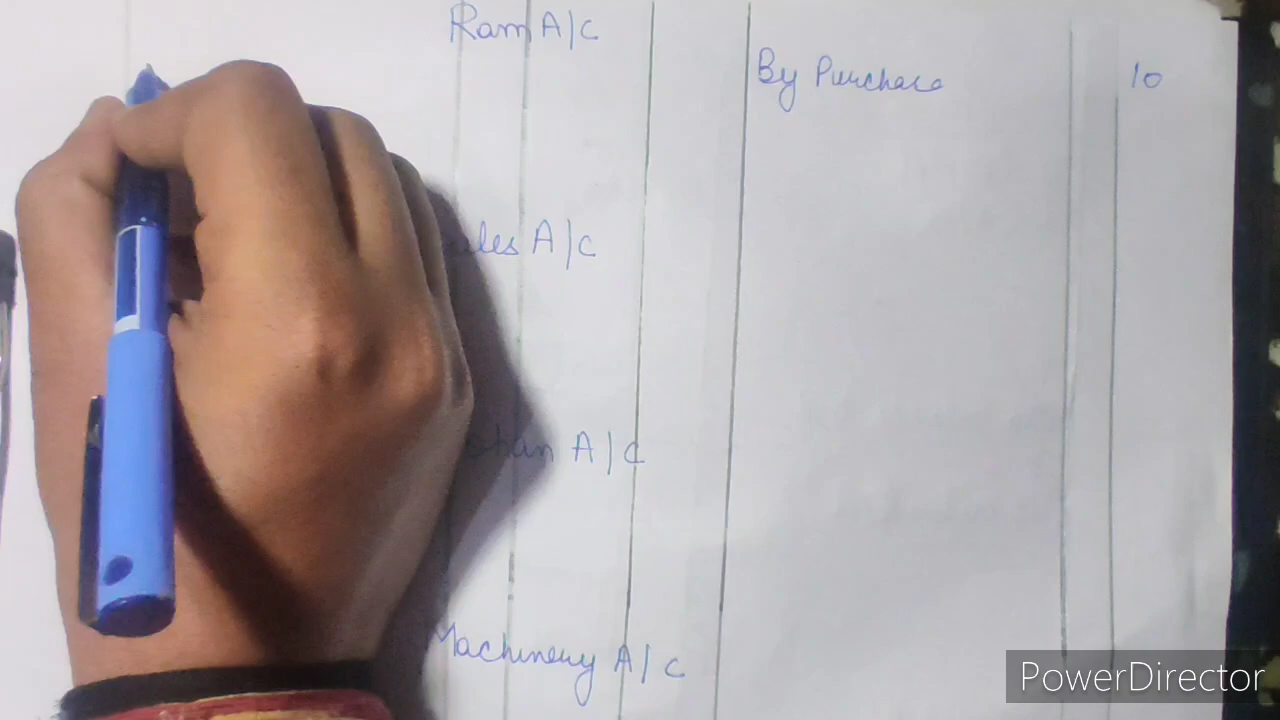 Ram A/C
By Purchase 10
A/C
A/C
Machinery A/C
PowerDirector